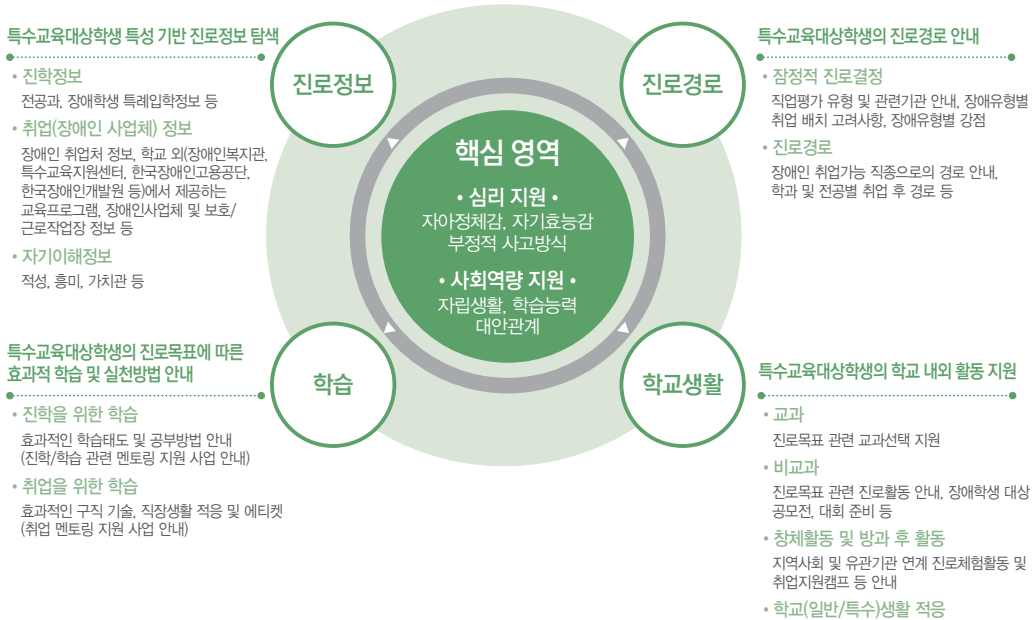 특수교육대상학생 특성 기반 진로정보 탐색
• 진학정보
전공과, 장애학생 특례입학정보 등
• 취업(장애인 사업체) 정보
장애인 취업처 정보, 학교 외(장애인복지관,
특수교육지원센터, 한국장애인고용공단,
한국장애인개발원 등)에서 제공하는
교육프로그램, 장애인사업체 및 보호/
근로작업장 정보 등
• 자기이해정보
적성, 흥미, 가치관 등
진로정보
진로경로
특수교육대상학생의 진로경로 안내
• 잠정적 진로결정
직업평가 유형 및 관련기관 안내, 장애유형별
취업 배치 고려사항, 장애유형별 강점
• 진로경로
장애인 취업가능 직종으로의 경로 안내,
학과 및 전공별 취업 후 경로 등
핵심 영역
• 심리 지원 •
자아정체감, 자기효능감
부정적 사고방식
• 사회역량 지원 •
자립생활, 학습능력
대안관계
특수교육대상학생의 진로목표에 따른
효과적 학습 및 실천방법 안내
• 진학을 위한 학습
효과적인 학습태도 및 공부방법 안내
(진학/학습 관련 멘토링 지원 사업 안내)
• 취업을 위한 학습
효과적인 구직 기술, 직장생활 적응 및 에티켓
(취업 멘토링 지원 사업 안내)
학습
학교생활
특수교육대상학생의 학교 내외 활동 지원
• 교과
진로목표 관련 교과선택 지원
• 비교과
진로목표 관련 진로활동 안내, 장애학생 대상
공모전, 대회 준비 등
• 창체활동 및 방과 후 활동
지역사회 및 유관기관 연계 진로체험활동 및
취업지원캠프 등 안내
• 학교(일반/특수)생활 적응